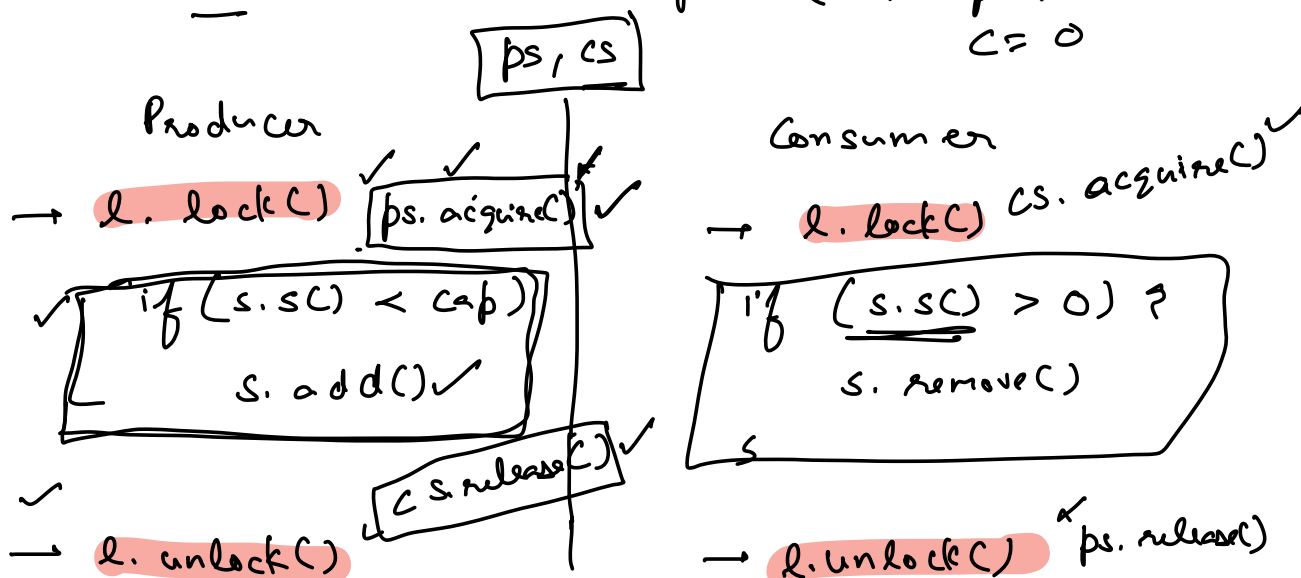 C = 0
ps, cs
Producer
Consumer
→ l. lock() ps. acquire()
→ l. lock() cs. acquire()
if (s.s() < cap)
s. add()
if (s.s() > 0) ?
s. remove()
cs. release()
→ l. unlock()
→ l. unlock() ps. release()